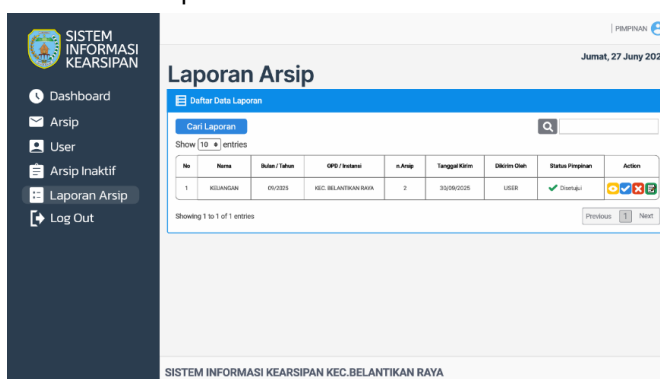 SISTEM
INFORMASI
KEARSIPAN
Dashboard
Arsip
User
Arsip Inaktif
Laporan Arsip
Log Out
PIMPINAN
Jumat, 27 Juny 202
Laporan Arsip
Daftar Data Laporan
Cari Laporan
Show 10 entries
No Nama Bulan / Tahun OPD / Instansi n.Arsip Tanggal Kirim Dikirim Oleh Status Pimpinan Action
1 KEUANGAN 09/2025 KEC. BELANTIKAN RAYA 2 30/09/2025 USER Disetujui
Showing 1 to 1 of 1 entries
Previous 1 Next
SISTEM INFORMASI KEARSIPAN KEC.BELANTIKAN RAYA